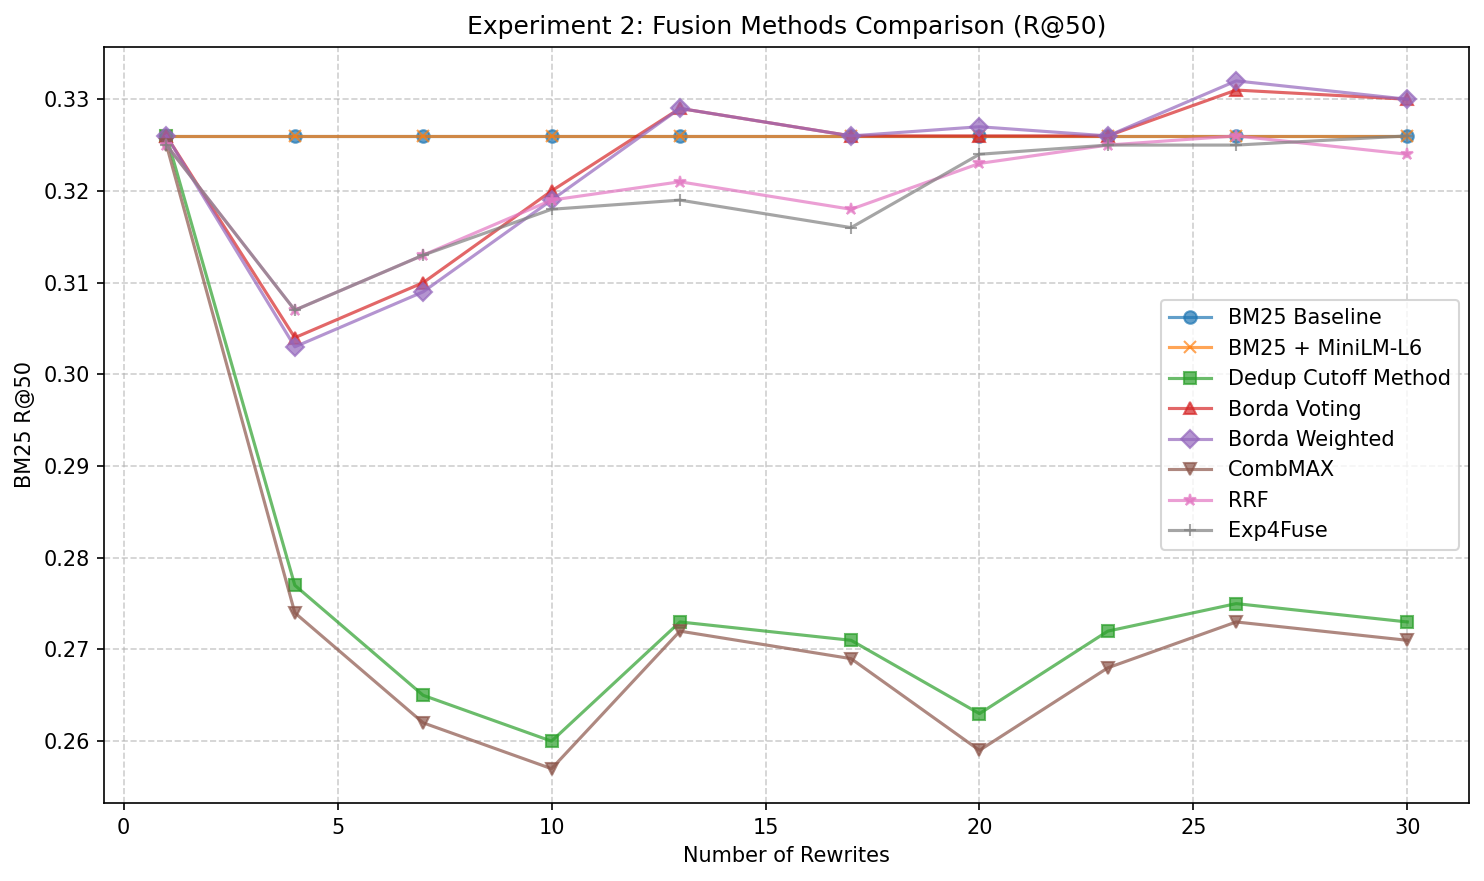 Experiment 2: Fusion Methods Comparison (R@50)
BM25 R@50
0.33
0.32
0.31
0.30
0.29
0.28
0.27
0.26
BM25 Baseline
BM25 + MiniLM-L6
Dedup Cutoff Method
Borda Voting
Borda Weighted
CombMAX
RRF
Exp4Fuse
0 5 10 15 20 25 30
Number of Rewrites